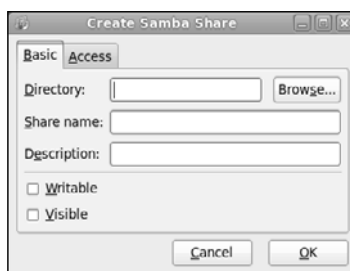 Create Samba Share
Basic Access
Directory: Browse...
Share name:
Description:
Writable
Visible
Cancel OK